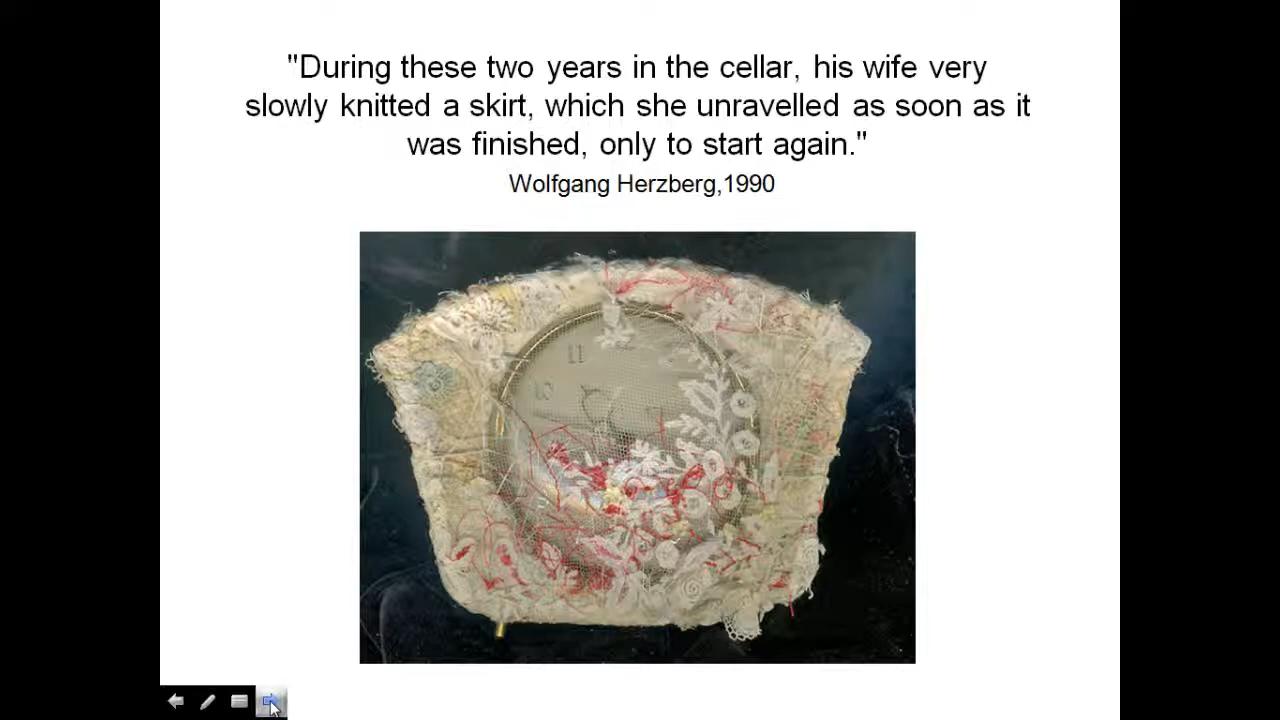 "During these two years in the cellar, his wife very
slowly knitted a skirt, which she unravelled as soon as it
was finished, only to start again."
Wolfgang Herzberg,1990
11